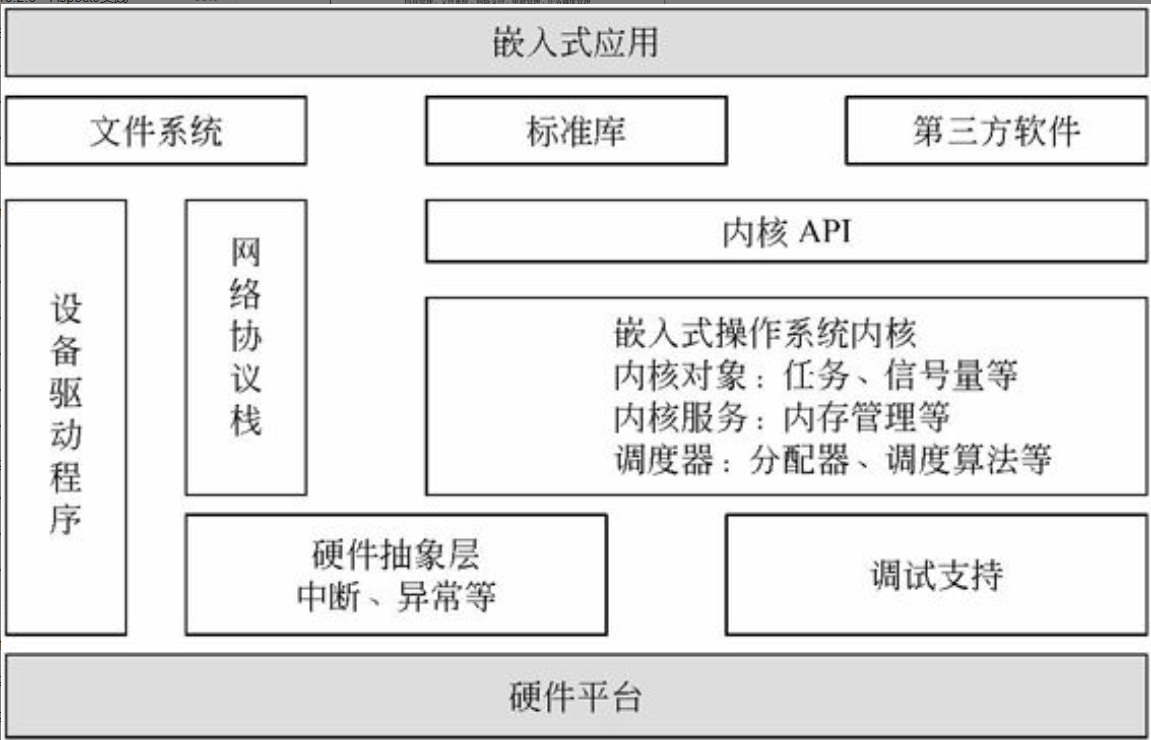 嵌入式应用
文件系统
标准库
第三方软件
设备驱动程序
网络协议栈
内核 API
嵌入式操作系统内核
内核对象：任务、信号量等
内核服务：内存管理等
调度器：分配器、调度算法等
硬件抽象层
中断、异常等
调试支持
硬件平台